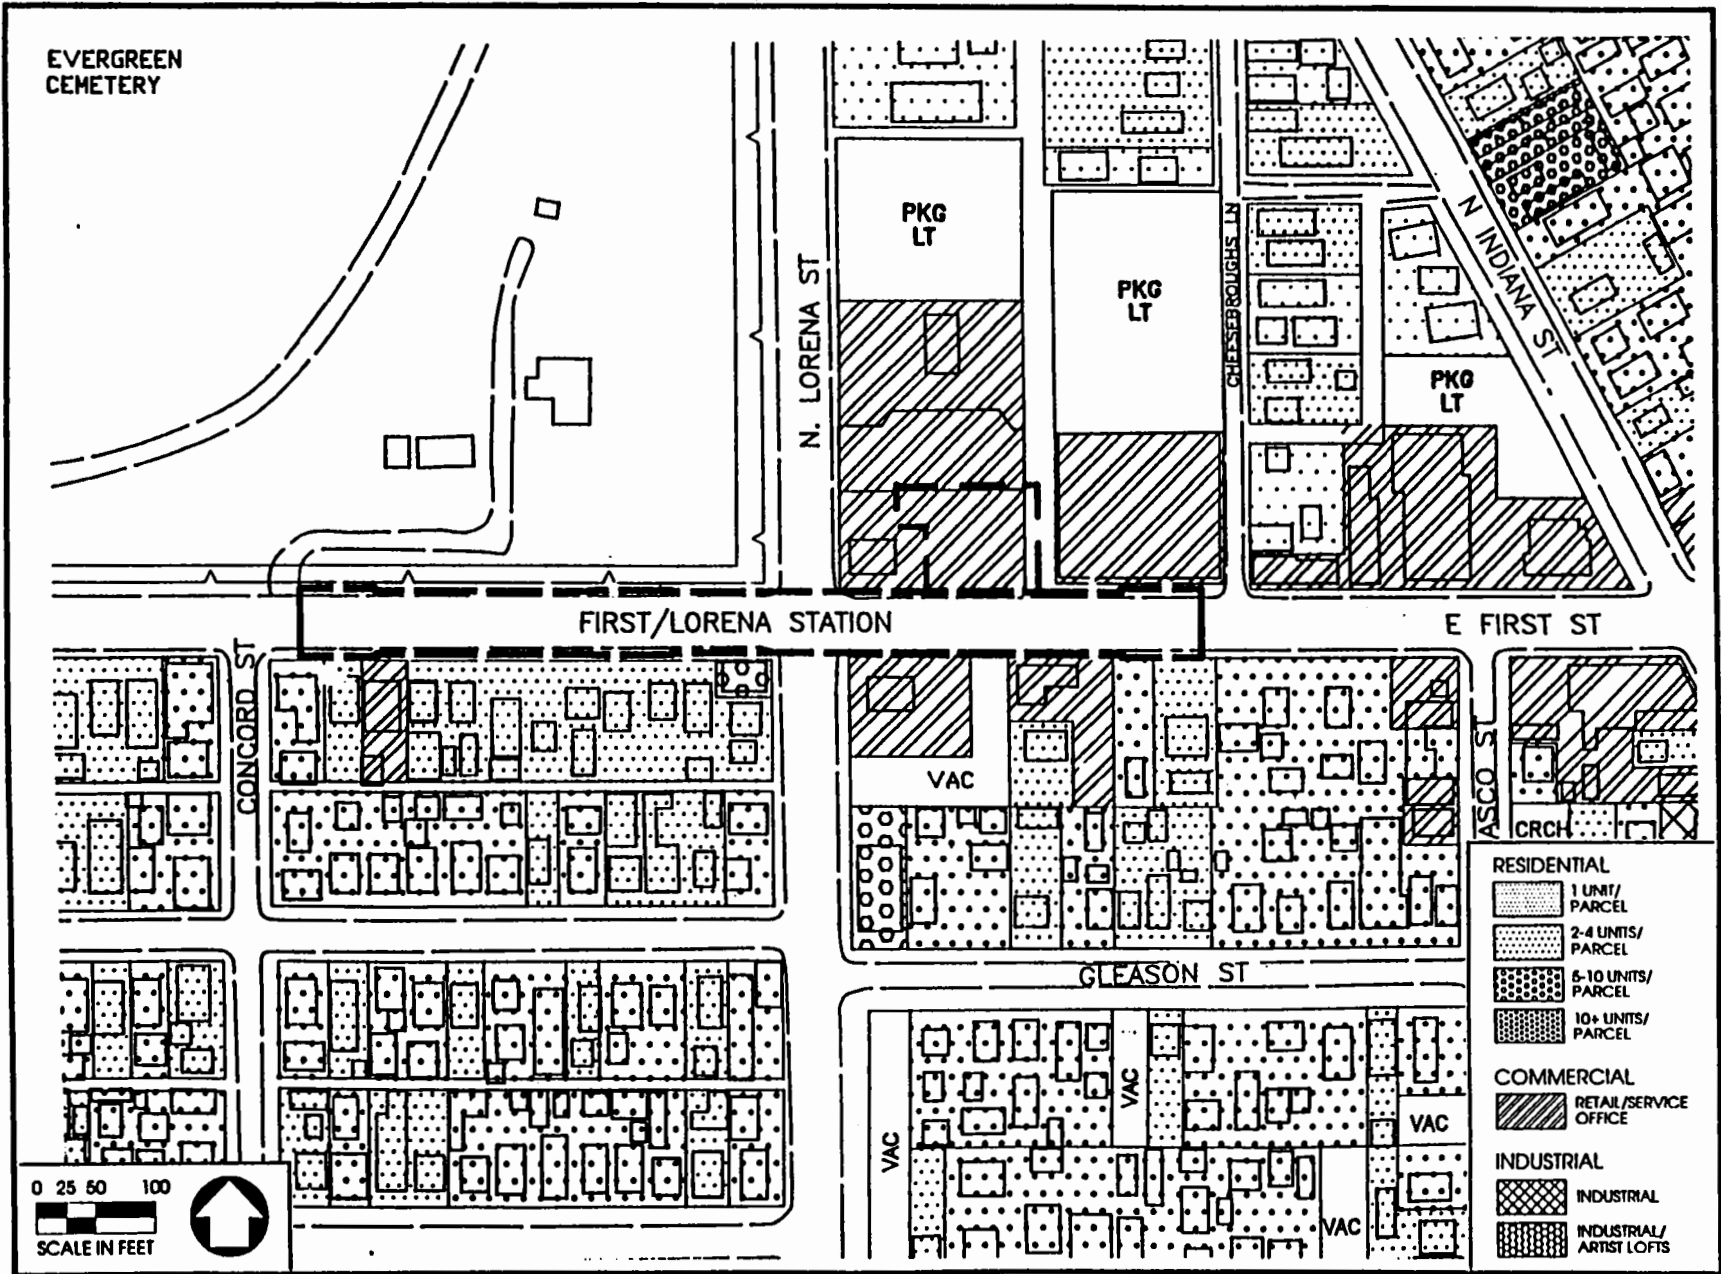 EVERGREEN
CEMETERY
PKG
LT
PKG
LT
PKG
LT
N. LORENA ST
CHEESEBROUGHS LN
N INDIANA ST
FIRST/LORENA STATION
E FIRST ST
CONCORD ST
VAC
ASCO ST
CRCH
GLEASON ST
VAC
VAC
VAC
VAC
RESIDENTIAL
1 UNIT/
PARCEL
2-4 UNITS/
PARCEL
5-10 UNITS/
PARCEL
10+ UNITS/
PARCEL
COMMERCIAL
RETAIL/SERVICE
OFFICE
INDUSTRIAL
INDUSTRIAL
INDUSTRIAL/
ARTIST LOFTS
0 25 50 100
SCALE IN FEET